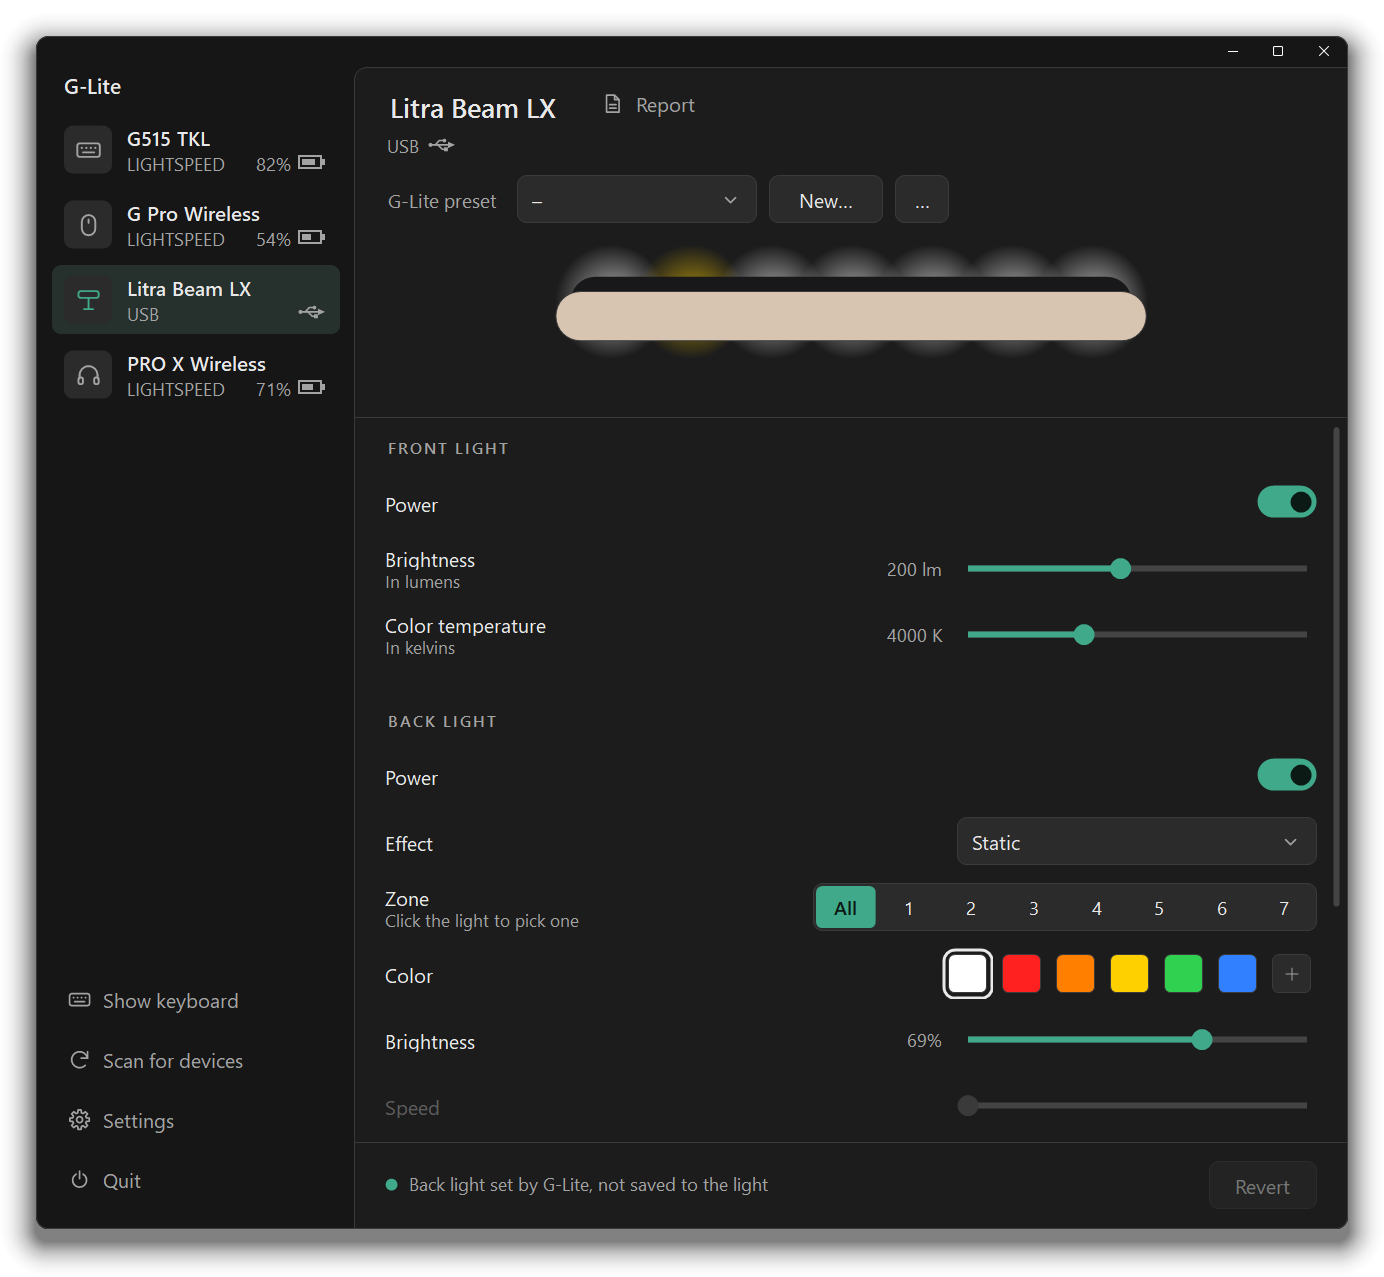 G-Lite
G515 TKL
LIGHTSPEED 82%
G Pro Wireless
LIGHTSPEED 54%
Litra Beam LX
USB
PRO X Wireless
LIGHTSPEED 71%
Show keyboard
Scan for devices
Settings
Quit
Litra Beam LX
Report
USB
G-Lite preset – New... ...
FRONT LIGHT
Power
Brightness
In lumens
200 lm
Color temperature
In kelvins
4000 K
BACK LIGHT
Power
Effect
Static
Zone
Click the light to pick one
All 1 2 3 4 5 6 7
Color
+
Brightness
69%
Speed
Back light set by G-Lite, not saved to the light
Revert